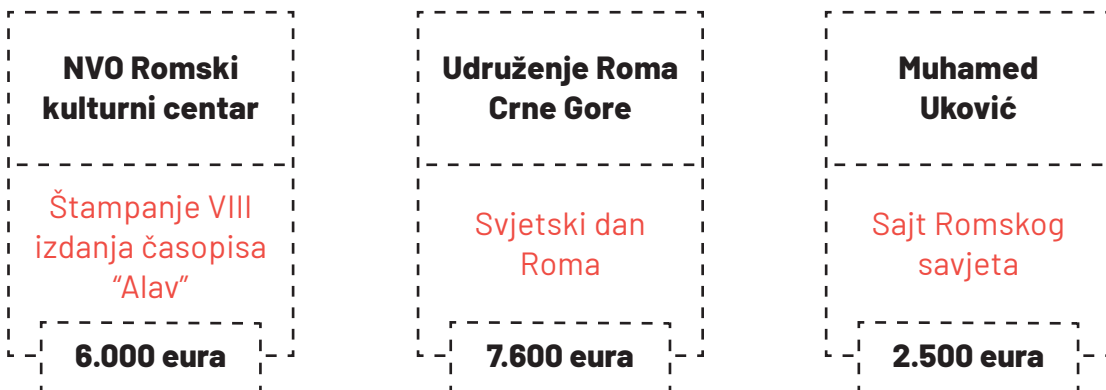 NVO Romski
kulturni centar
Štampanje VIII
izdanja časopisa
“Alav”
6.000 eura
Udruženje Roma
Crne Gore
Svjetski dan
Roma
7.600 eura
Muhamed
Uković
Sajt Romskog
savjeta
2.500 eura